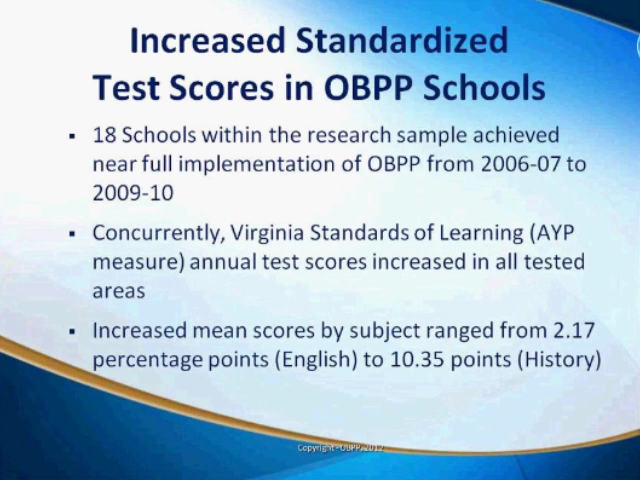 Increased Standardized
Test Scores in OBPP Schools
▪ 18 Schools within the research sample achieved
near full implementation of OBPP from 2006-07 to
2009-10
▪ Concurrently, Virginia Standards of Learning (AYP
measure) annual test scores increased in all tested
areas
▪ Increased mean scores by subject ranged from 2.17
percentage points (English) to 10.35 points (History)
Copyright - OBPP, 2012